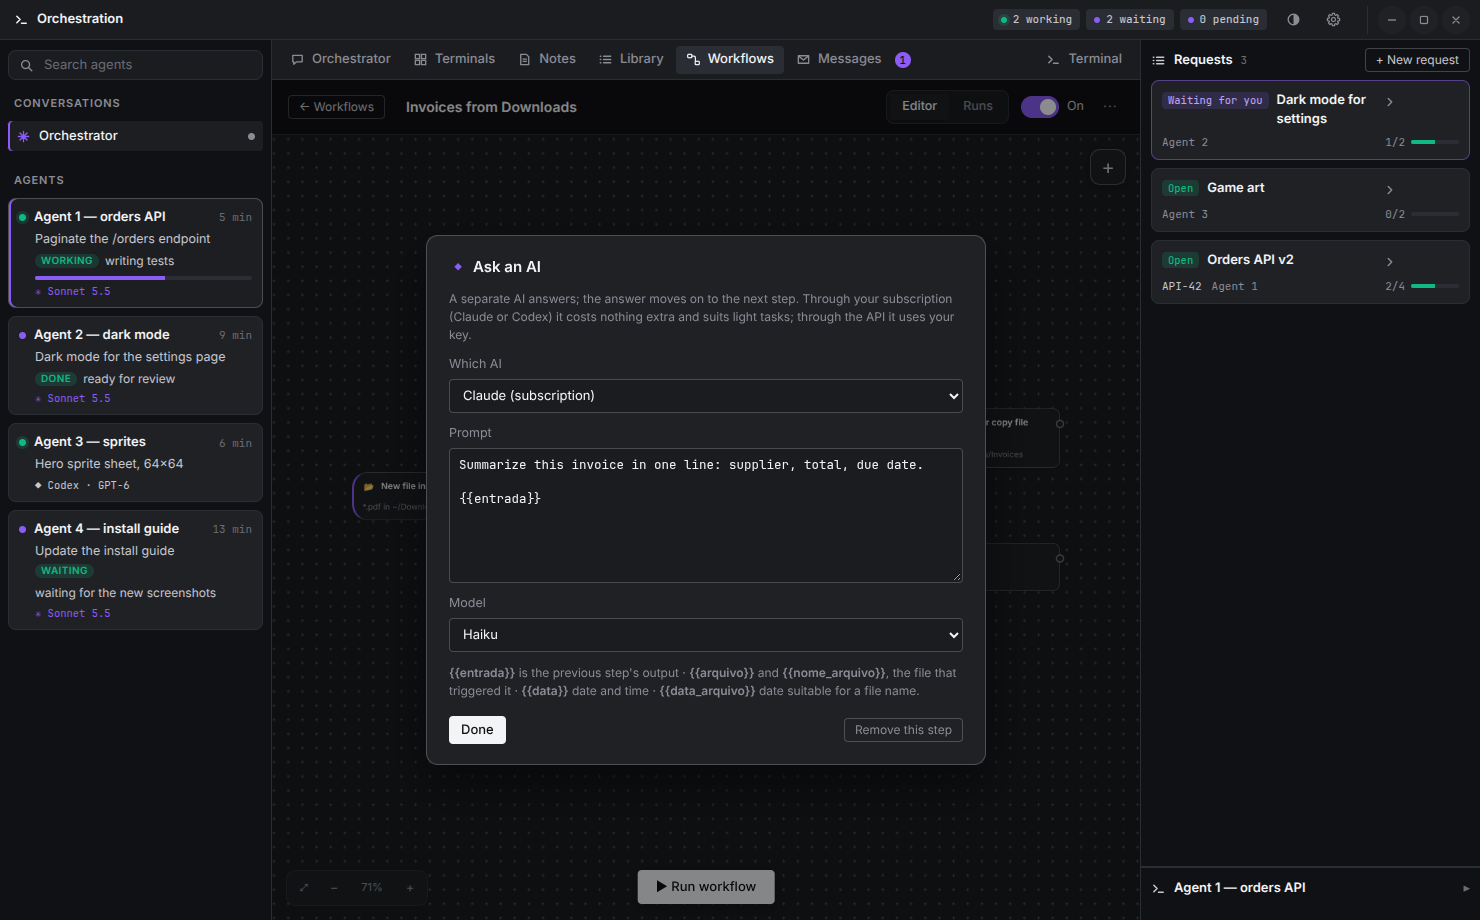 Orchestration
2 working
2 waiting
0 pending
Search agents
CONVERSATIONS
Orchestrator
AGENTS
Agent 1 — orders API
5 min
Paginate the /orders endpoint
WORKING writing tests
Sonnet 5.5
Agent 2 — dark mode
9 min
Dark mode for the settings page
DONE ready for review
Sonnet 5.5
Agent 3 — sprites
6 min
Hero sprite sheet, 64×64
Codex · GPT-6
Agent 4 — install guide
13 min
Update the install guide
WAITING
waiting for the new screenshots
Sonnet 5.5
Orchestrator
Terminals
Notes
Library
Workflows
Messages 1
Terminal
← Workflows
Invoices from Downloads
Editor
Runs
On
New file in
*.pdf in ~/Downl
copy file
/Invoices
Ask an AI
A separate AI answers; the answer moves on to the next step. Through your subscription
(Claude or Codex) it costs nothing extra and suits light tasks; through the API it uses your
key.
Which AI
Claude (subscription)
Prompt
Summarize this invoice in one line: supplier, total, due date.
{{entrada}}
Model
Haiku
{{entrada}} is the previous step's output · {{arquivo}} and {{nome_arquivo}}, the file that
triggered it · {{data}} date and time · {{data_arquivo}} date suitable for a file name.
Done
Remove this step
71%
Run workflow
Requests 3
+ New request
Waiting for you
Dark mode for
settings
Agent 2
1/2
Open
Game art
Agent 3
0/2
Open
Orders API v2
API-42 Agent 1
2/4
Agent 1 — orders API